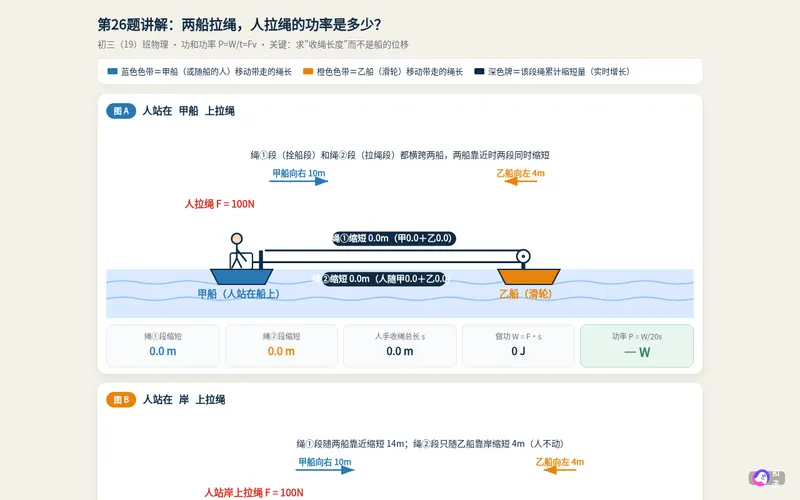 第26题讲解：两船拉绳，人拉绳的功率是多少？
初三（19）班物理 · 功和功率 P=W/t=Fv · 关键：求"收绳长度"而不是船的位移
蓝色色带＝甲船（或随船的人）移动带走的绳长 橙色色带＝乙船（滑轮）移动带走的绳长 深色牌＝该段绳累计缩短量（实时增长）
图 A 人站在 甲船 上拉绳
绳①段（拴船段）和绳②段（拉绳段）都横跨两船，两船靠近时两段同时缩短
甲船向右 10m 乙船向左 4m
人拉绳 F = 100N
绳①缩短 0.0m（甲0.0＋乙0.0）
②缩短 0.0m（人随甲0.0＋乙0.0）
甲船（人站在船上） 乙船（滑轮）
绳①段缩短 绳②段缩短 人手收绳总长 s 做功 W = F·s 功率 P = W/20s
0.0 m 0.0 m 0.0 m 0 J — W
图 B 人站在 岸 上拉绳
绳①段随两船靠近缩短 14m；绳②段只随乙船靠岸缩短 4m（人不动）
甲船向右 10m 乙船向左 4m
人站岸上拉绳 F = 100N